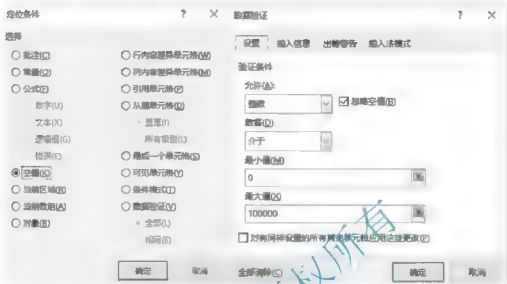 定位条件 ? ×
选择
批注(C)
常量(O)
公式(F)
数字(U)
文本(X)
逻辑值(G)
错误(E)
空值(K)
当前区域(R)
当前数组(A)
对象(B)
行内容差异单元格(W)
列内容差异单元格(M)
引用单元格(P)
从属单元格(D)
直属(I)
所有级别(L)
最后一个单元格(S)
可见单元格(Y)
条件格式(T)
数据验证(V)
全部(L)
相同(E)
确定 取消
数据验证 ? ×
设置 输入信息 出错警告 输入法模式
验证条件
允许(A):
整数 忽略空值(B)
数据(D)
介于
最小值(M)
0
最大值(X)
100000
对有同样设置的所有其他单元格应用这些更改(P)
全部清除(C) 确定 取消
权所有